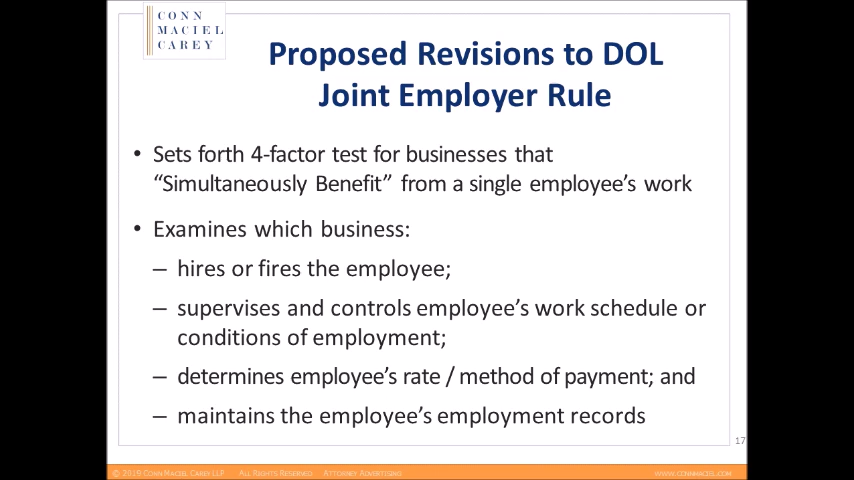 CONN
MACIEL
CAREY
Proposed Revisions to DOL
Joint Employer Rule
• Sets forth 4-factor test for businesses that
“Simultaneously Benefit” from a single employee’s work
• Examines which business:
– hires or fires the employee;
– supervises and controls employee’s work schedule or
conditions of employment;
– determines employee’s rate / method of payment; and
– maintains the employee’s employment records
17
© 2019 CONN MACIEL CAREY LLP ALL RIGHTS RESERVED ATTORNEY ADVERTISING
WWW.CONNMACIEL.COM